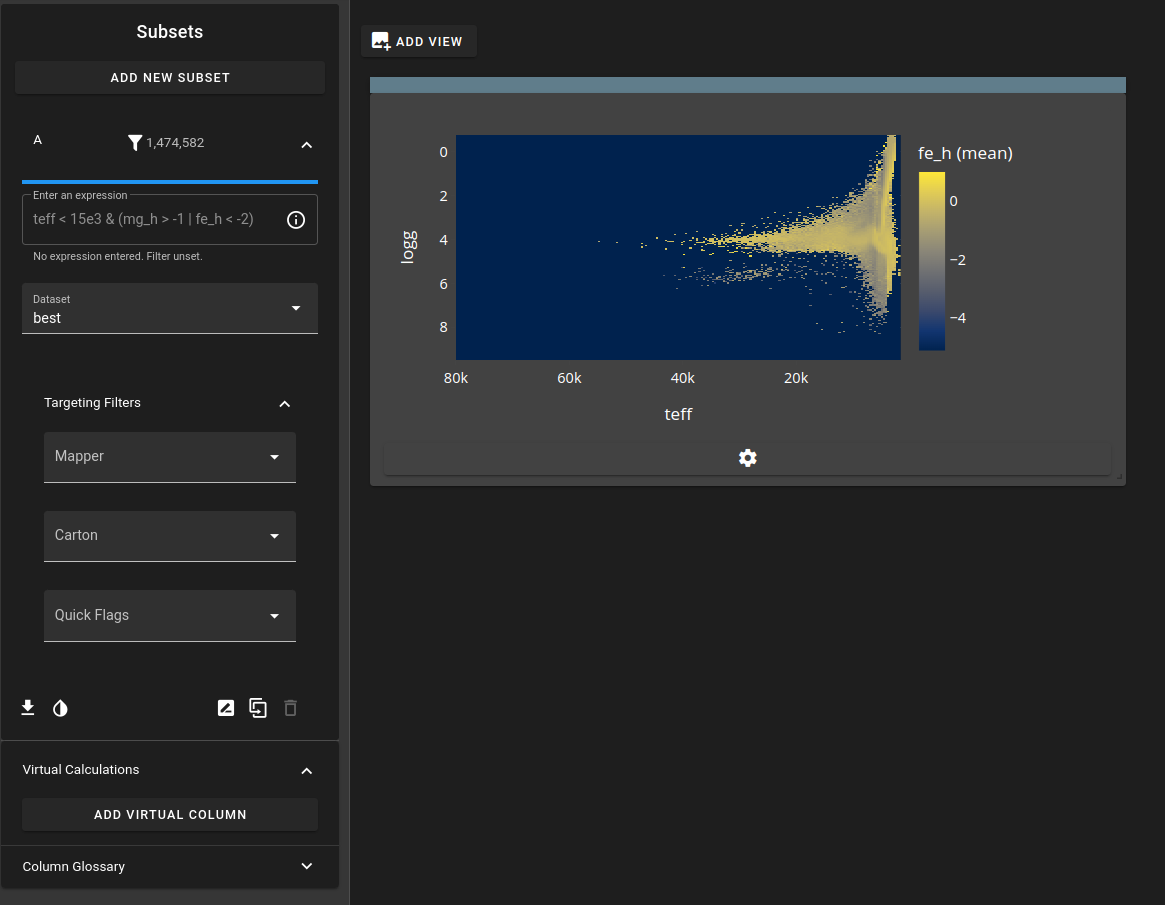 Subsets
ADD NEW SUBSET
A
1,474,582
Enter an expression
teff < 15e3 & (mg_h > -1 | fe_h < -2)
No expression entered. Filter unset.
Dataset
best
Targeting Filters
Mapper
Carton
Quick Flags
Virtual Calculations
ADD VIRTUAL COLUMN
Column Glossary
ADD VIEW
0
2
4
6
8
logg
80k
60k
40k
20k
teff
fe_h (mean)
0
−2
−4